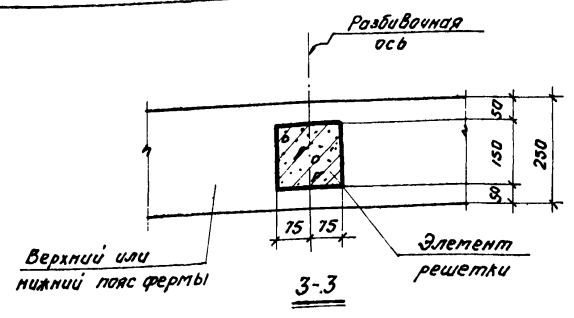 Разбивочная
ось
50
150
250
50
75 75
Верхний или
нижний пояс фермы
Элемент
решетки
3-3